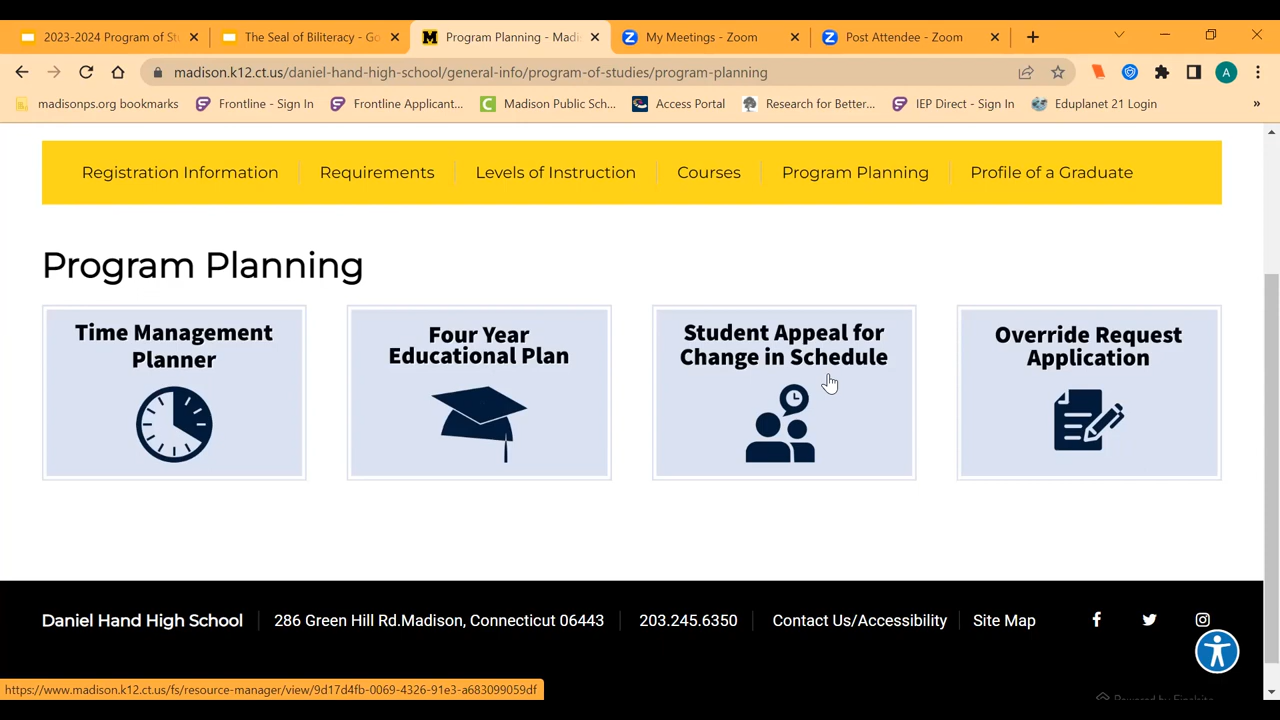 2023-2024 Program of Stu
The Seal of Biliteracy - Go
Program Planning - Madis
My Meetings - Zoom
Post Attendee - Zoom
madison.k12.ct.us/daniel-hand-high-school/general-info/program-of-studies/program-planning
A
madisonps.org bookmarks
Frontline - Sign In
Frontline Applicant...
Madison Public Sch...
Access Portal
Research for Better...
IEP Direct - Sign In
Eduplanet 21 Login
»
Registration Information
Requirements
Levels of Instruction
Courses
Program Planning
Profile of a Graduate
Program Planning
Time Management
Planner
Four Year
Educational Plan
Student Appeal for
Change in Schedule
Override Request
Application
Daniel Hand High School
286 Green Hill Rd.Madison, Connecticut 06443
203.245.6350
Contact Us/Accessibility
Site Map
https://www.madison.k12.ct.us/fs/resource-manager/view/9d17d4fb-0069-4326-91e3-a683099059df